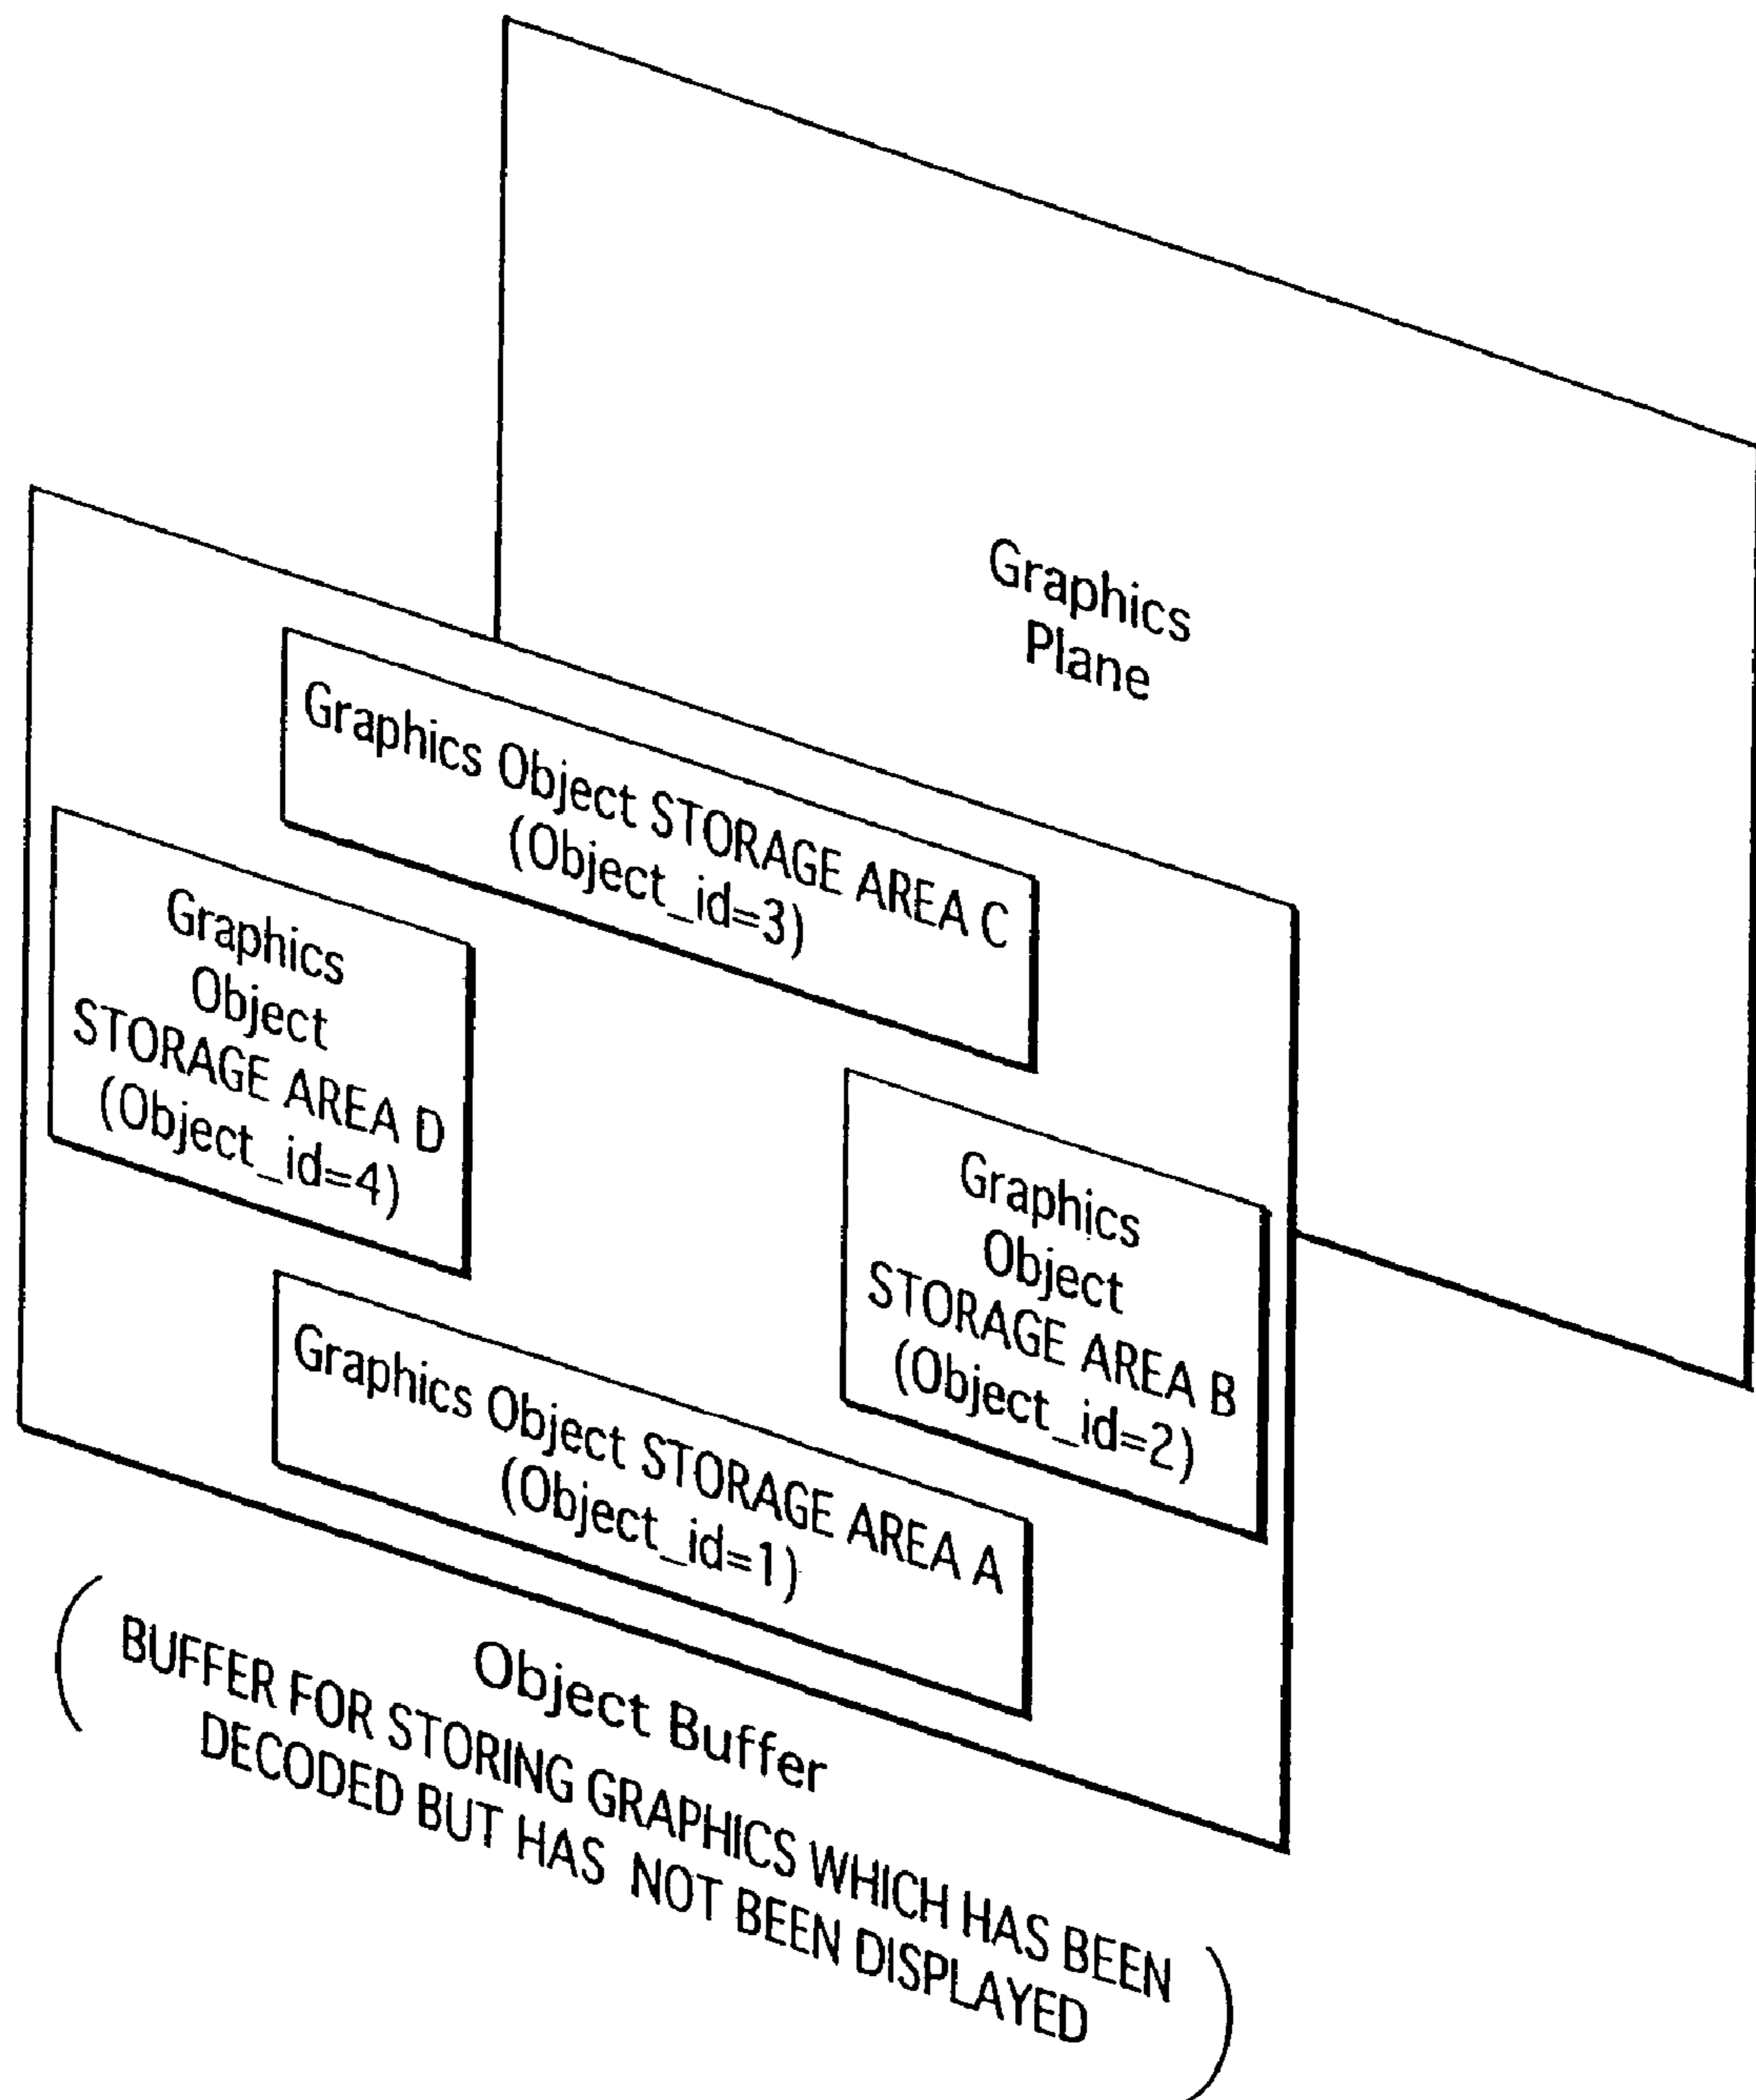 Graphics
Plane
Graphics Object STORAGE AREA C
(Object_id=3)
Graphics
Object
STORAGE AREA D
(Object_id=4)
Graphics
Object
STORAGE AREA B
(Object_id=2)
Graphics Object STORAGE AREA A
(Object_id=1)
Object Buffer
( BUFFER FOR STORING GRAPHICS WHICH HAS BEEN
DECODED BUT HAS NOT BEEN DISPLAYED )